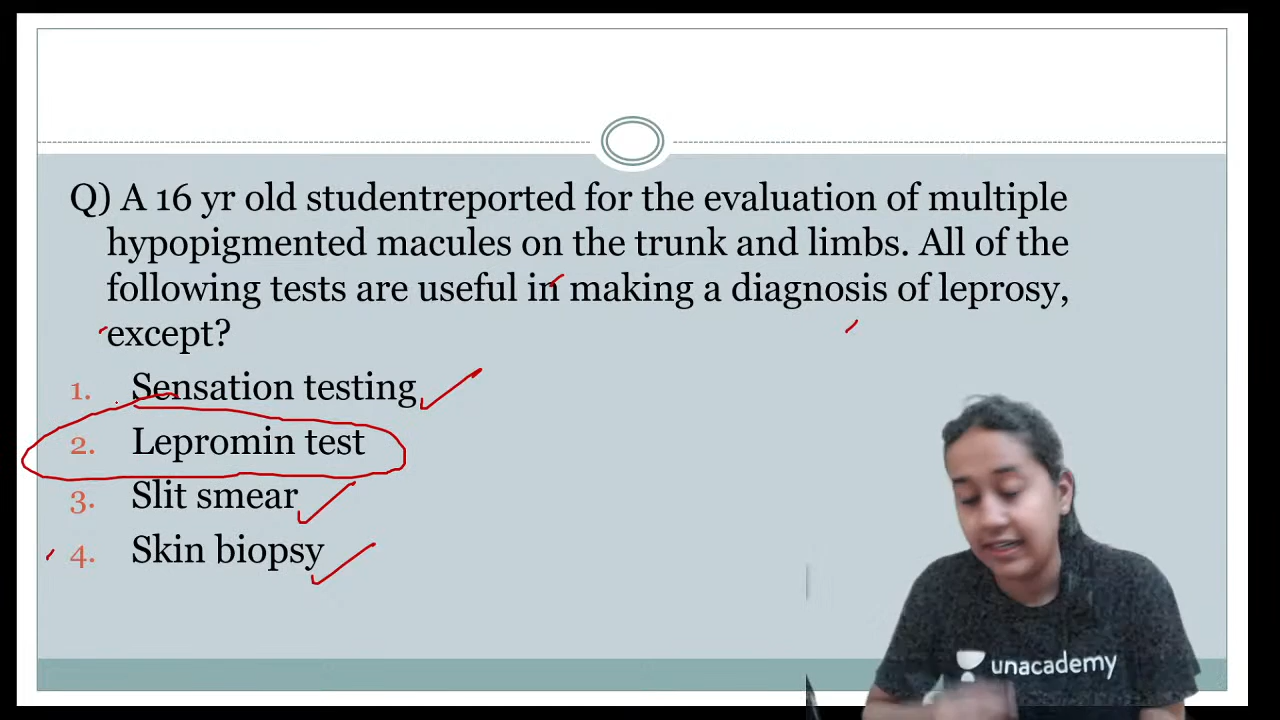 Q) A 16 yr old studentreported for the evaluation of multiple
hypopigmented macules on the trunk and limbs. All of the
following tests are useful in making a diagnosis of leprosy,
except?
1. Sensation testing
2. Lepromin test
3. Slit smear
4. Skin biopsy
unacademy